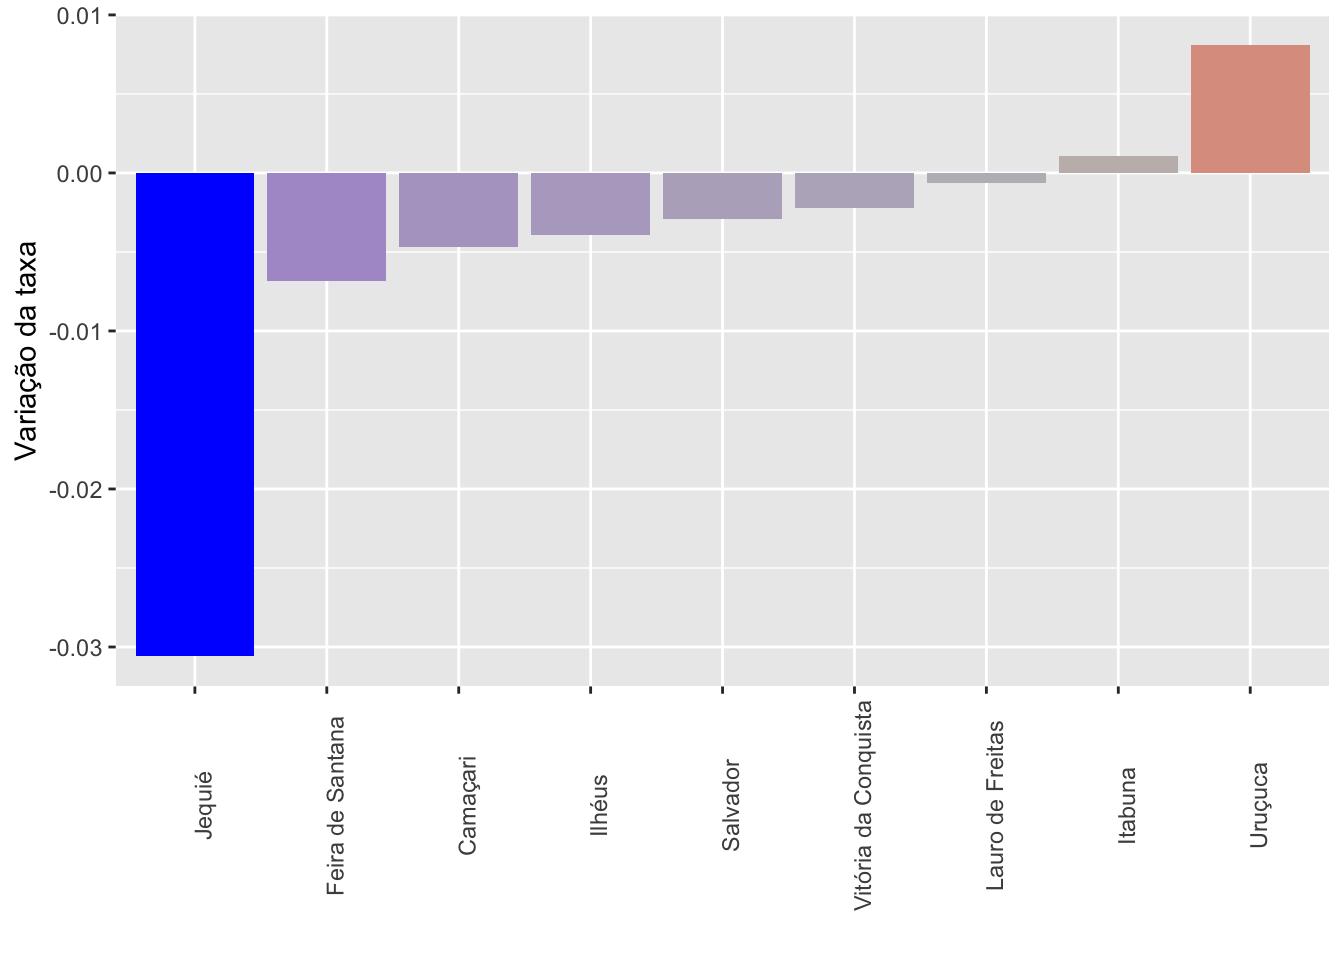 0.01
0.00
-0.01
-0.02
-0.03
Variação da taxa
Jequié
Feira de Santana
Camaçari
Ilhéus
Salvador
Vitória da Conquista
Lauro de Freitas
Itabuna
Uruçuca